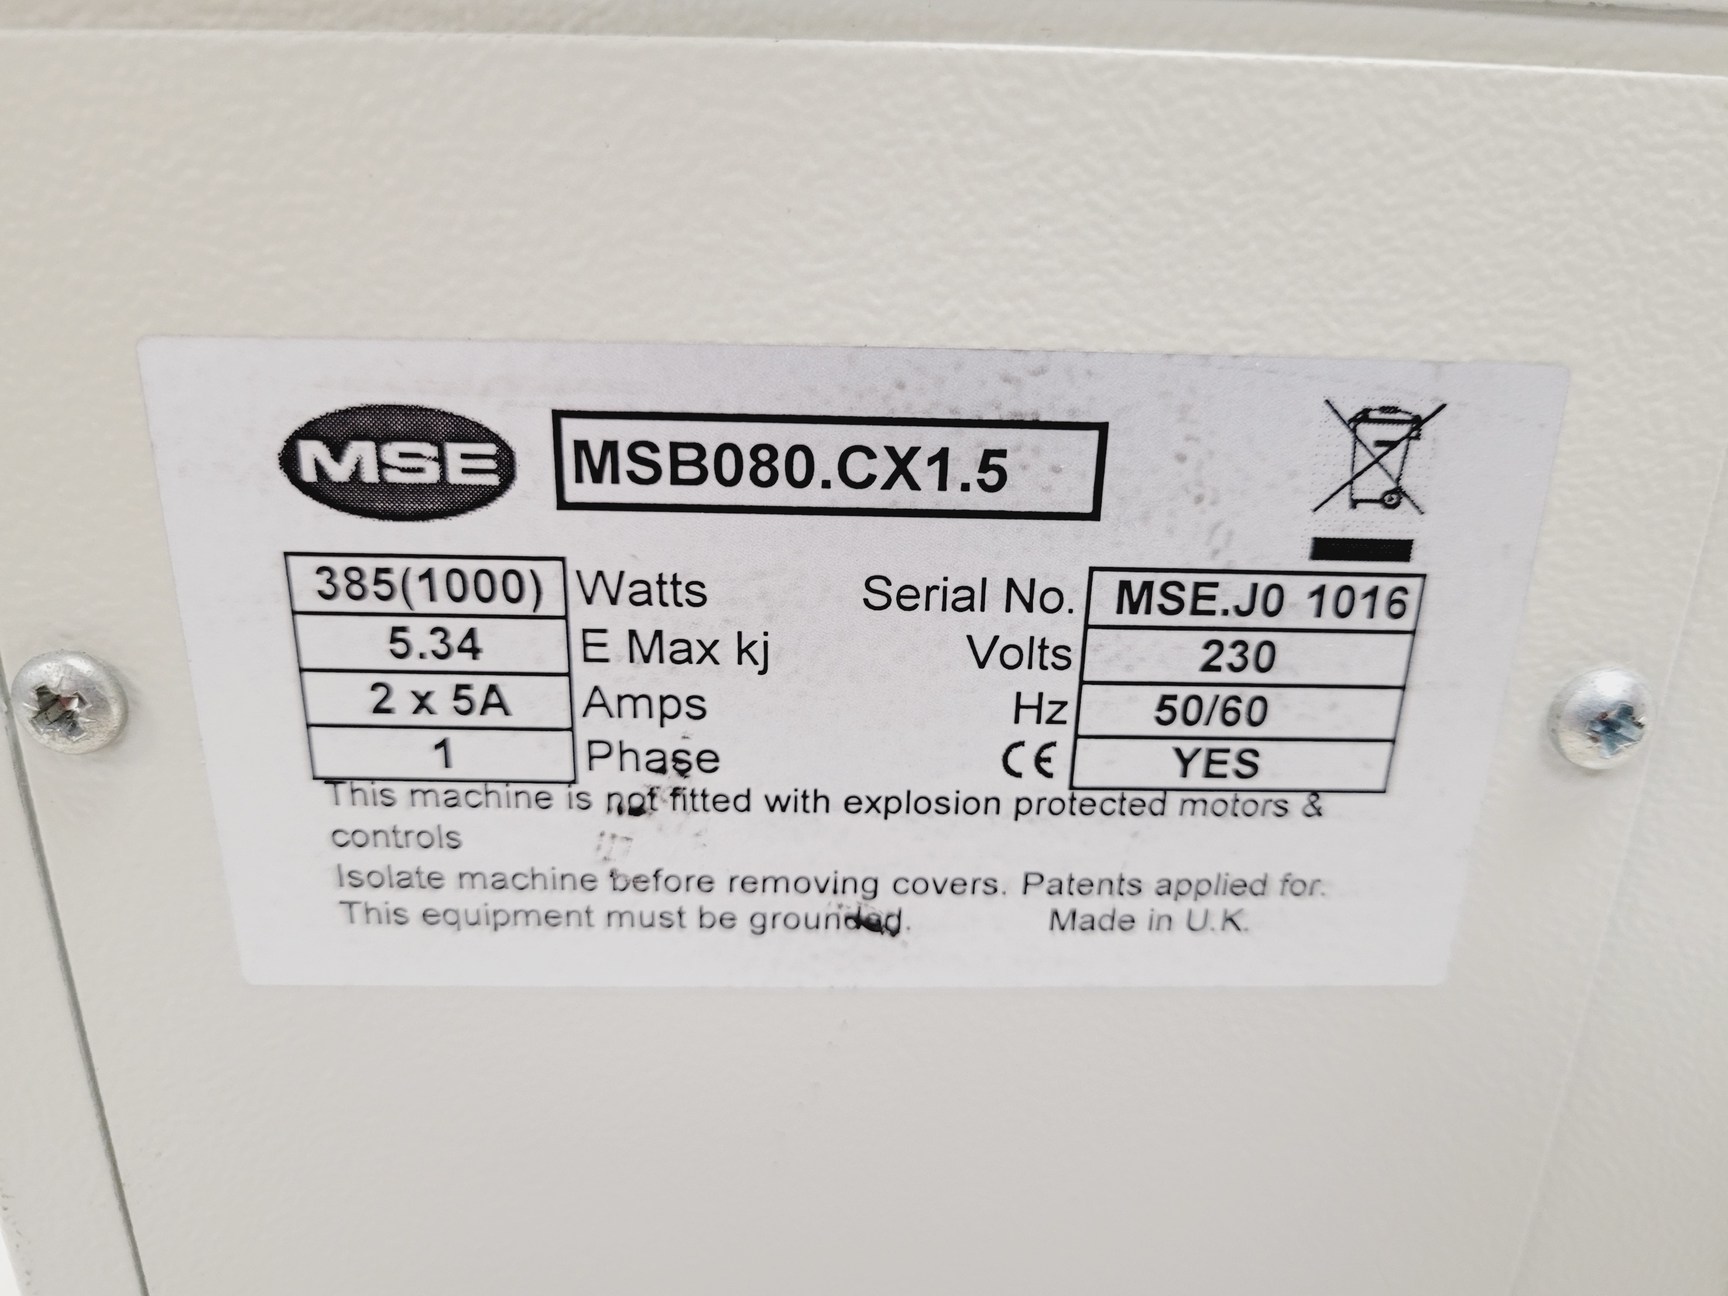 MSE MSB080.CX1.5
385(1000) Watts Serial No. MSE.J0 1016
5.34 E Max kj Volts 230
2 x 5A Amps Hz 50/60
1 Phase CE YES
This machine is not fitted with explosion protected motors &
controls
Isolate machine before removing covers. Patents applied for.
This equipment must be grounded. Made in U.K.